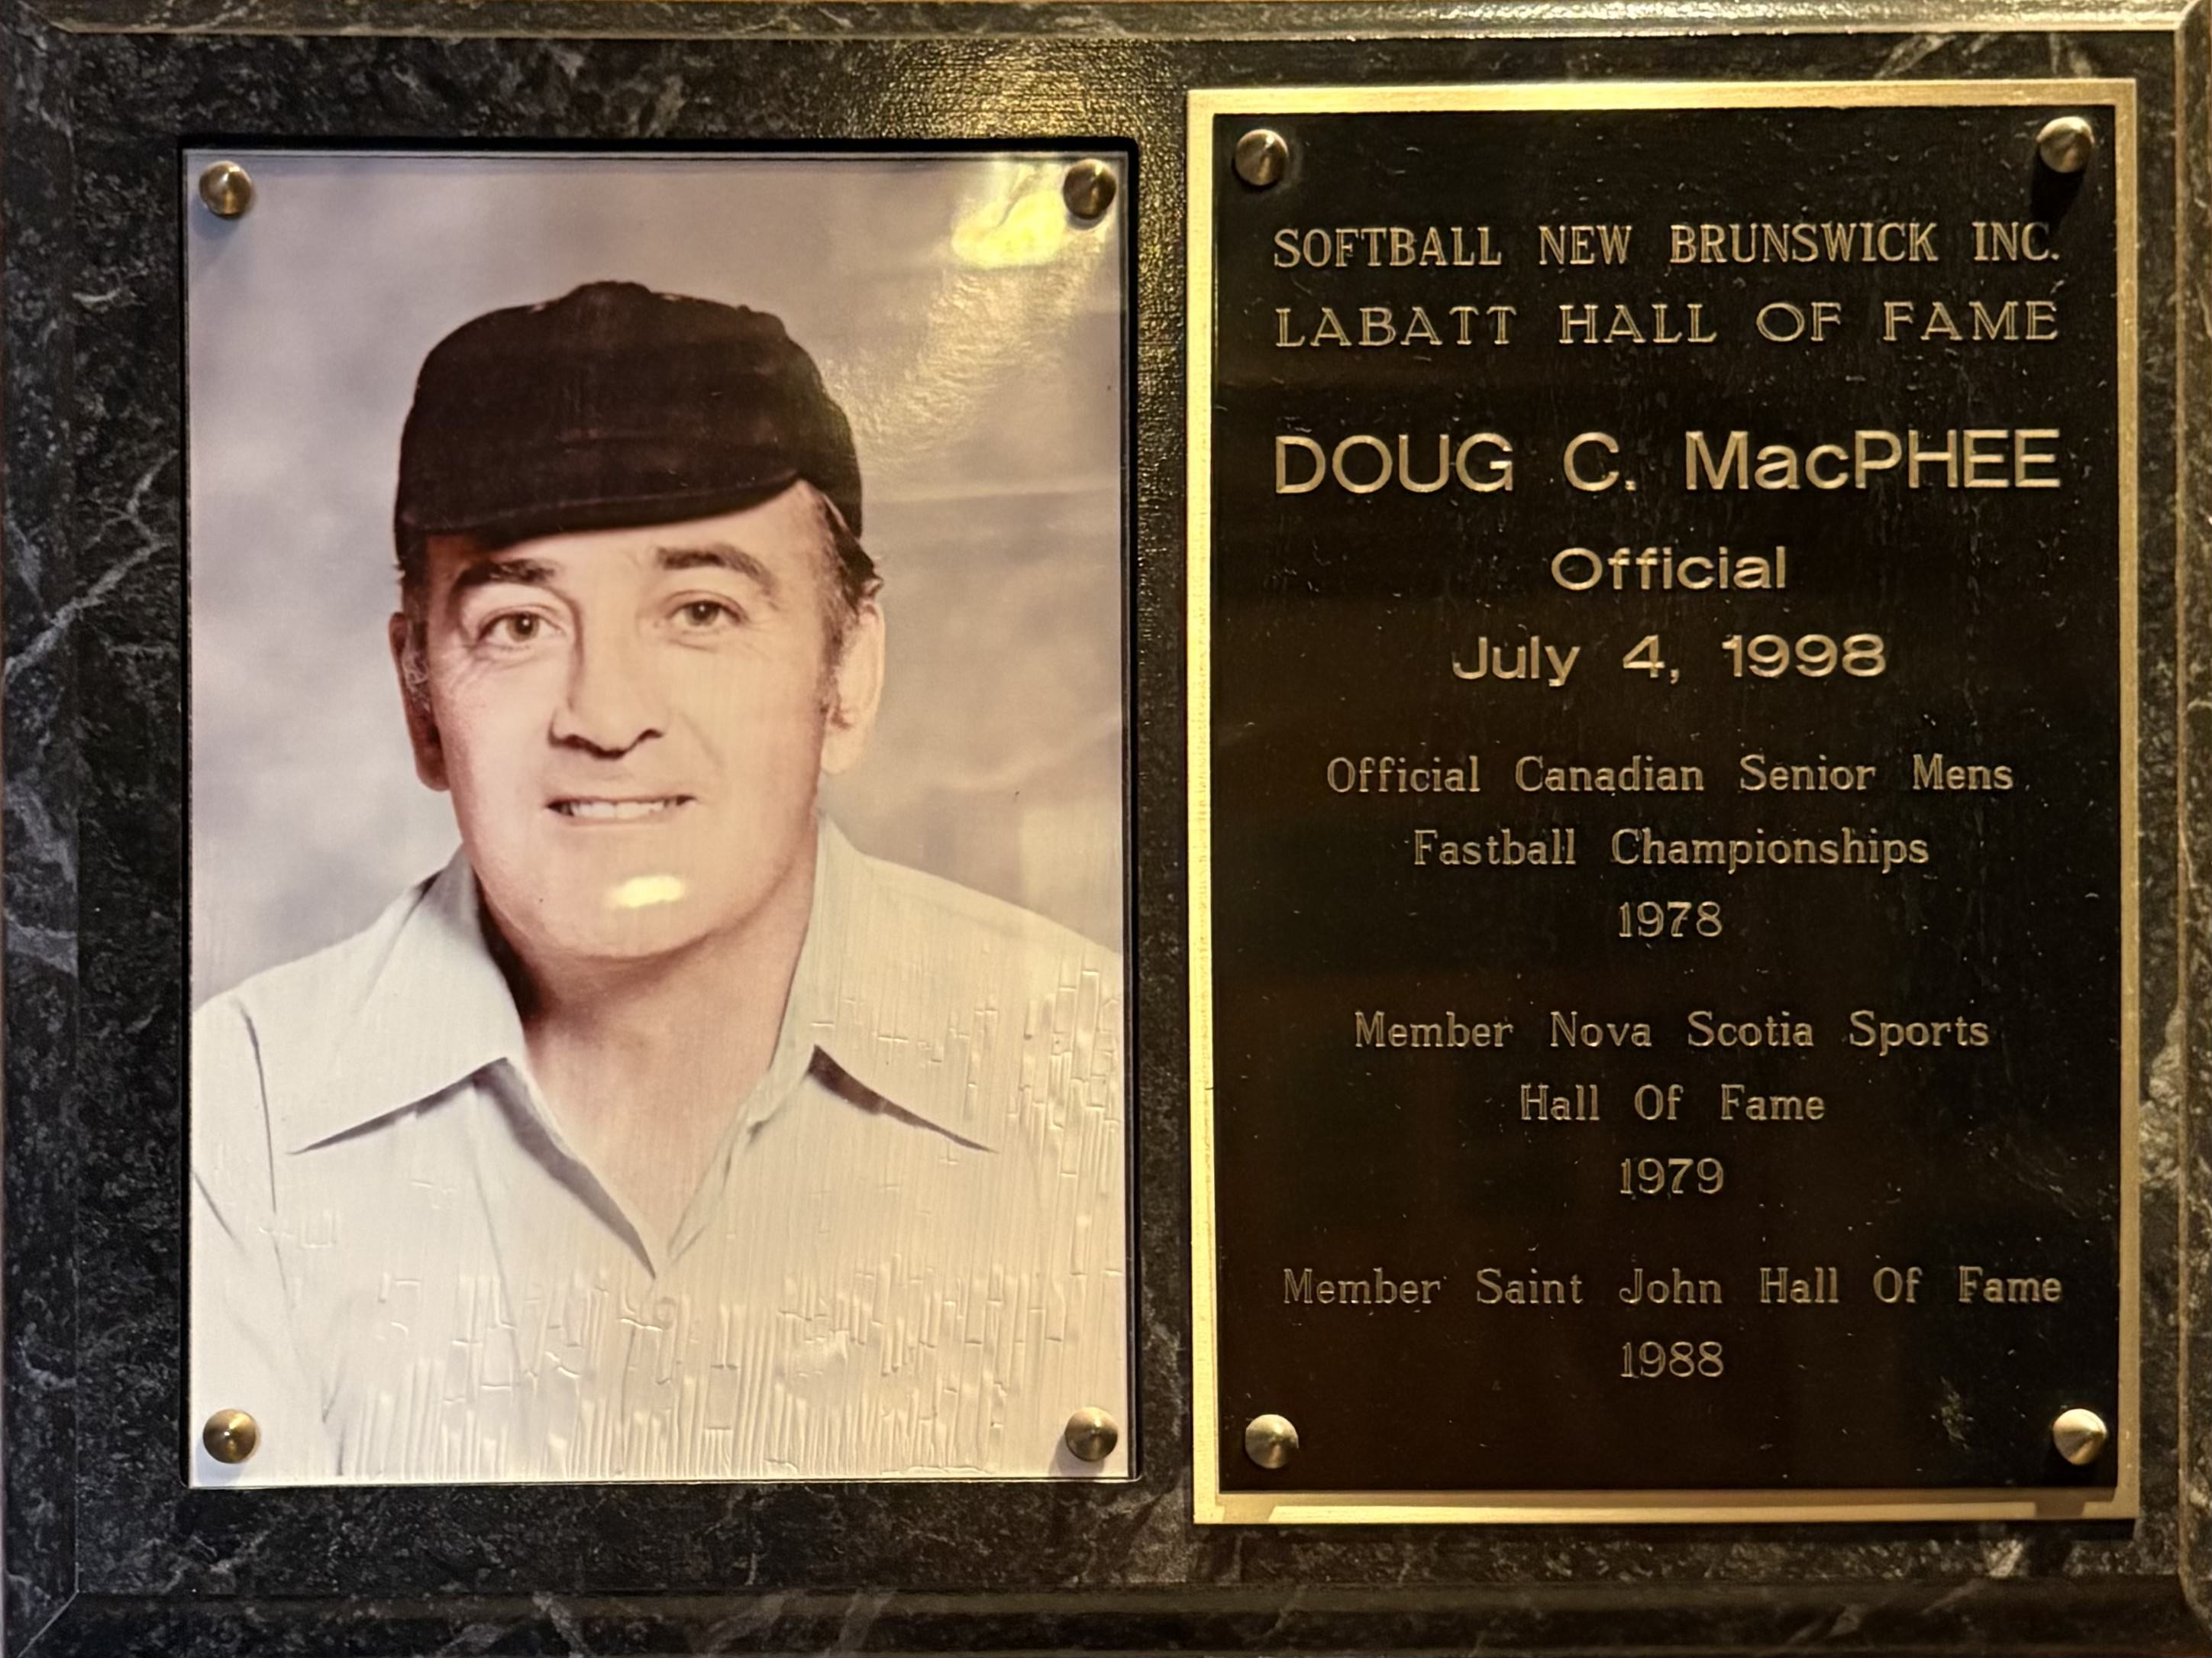 SOFTBALL NEW BRUNSWICK INC.
LABATT HALL OF FAME
DOUG C. MacPHEE
Official
July 4, 1998
Official Canadian Senior Mens
Fastball Championships
1978
Member Nova Scotia Sports
Hall Of Fame
1979
Member Saint John Hall Of Fame
1988